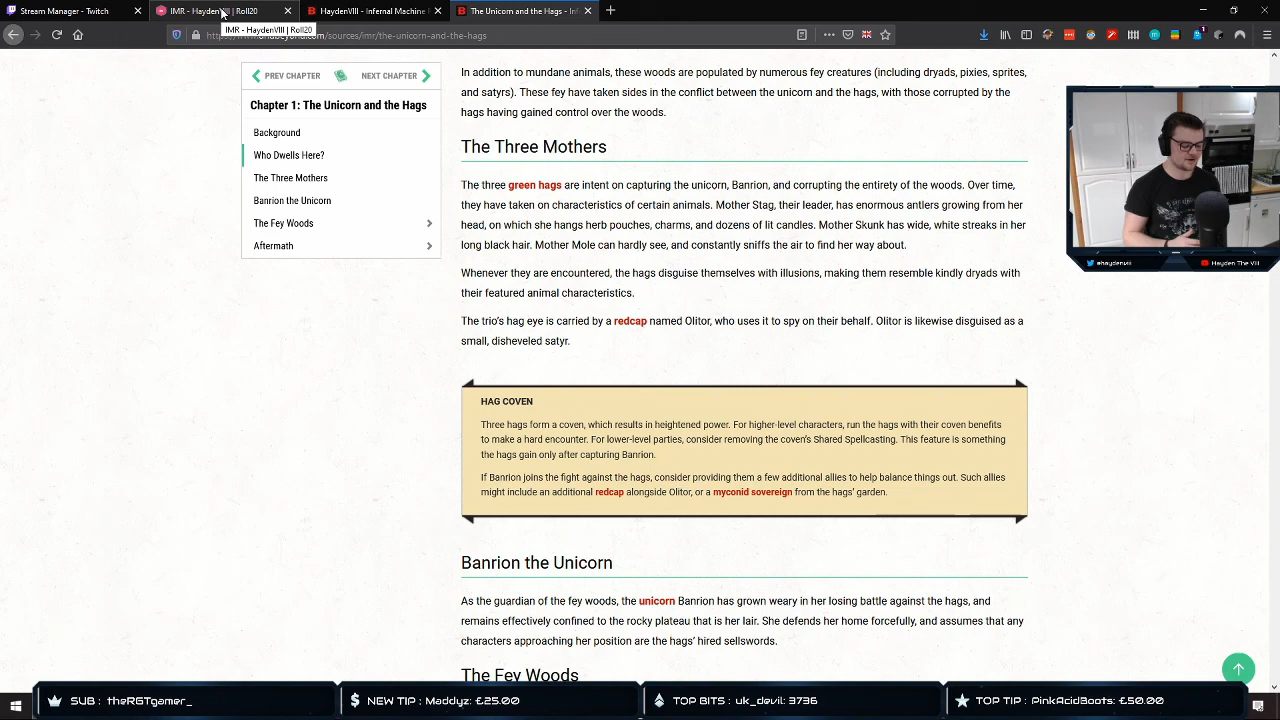 Stream Manager - Twitch
IMR - HaydenVIII | Roll20
HaydenVIII - Infernal Machine F
The Unicorn and the Hags - Inf
IMR - HaydenVIII | Roll20
/sources/imr/the-unicorn-and-the-hags
PREV CHAPTER
NEXT CHAPTER
Chapter 1: The Unicorn and the Hags
Background
Who Dwells Here?
The Three Mothers
Banrion the Unicorn
The Fey Woods
Aftermath
In addition to mundane animals, these woods are populated by numerous fey creatures (including dryads, pixies, sprites,
and satyrs). These fey have taken sides in the conflict between the unicorn and the hags, with those corrupted by the
hags having gained control over the woods.
The Three Mothers
The three green hags are intent on capturing the unicorn, Banrion, and corrupting the entirety of the woods. Over time,
they have taken on characteristics of certain animals. Mother Stag, their leader, has enormous antlers growing from her
head, on which she hangs herb pouches, charms, and dozens of lit candles. Mother Skunk has wide, white streaks in her
long black hair. Mother Mole can hardly see, and constantly sniffs the air to find her way about.
Whenever they are encountered, the hags disguise themselves with illusions, making them resemble kindly dryads with
their featured animal characteristics.
The trio's hag eye is carried by a redcap named Olitor, who uses it to spy on their behalf. Olitor is likewise disguised as a
small, disheveled satyr.
HAG COVEN
Three hags form a coven, which results in heightened power. For higher-level characters, run the hags with their coven benefits
to make a hard encounter. For lower-level parties, consider removing the coven's Shared Spellcasting. This feature is something
the hags gain only after capturing Banrion.
If Banrion joins the fight against the hags, consider providing them a few additional allies to help balance things out. Such allies
might include an additional redcap alongside Olitor, or a myconid sovereign from the hags' garden.
Banrion the Unicorn
As the guardian of the fey woods, the unicorn Banrion has grown weary in her losing battle against the hags, and
remains effectively confined to the rocky plateau that is her lair. She defends her home forcefully, and assumes that any
characters approaching her position are the hags' hired sellswords.
The Fey Woods
ehaydenviii
Hayden The VIII
SUB : theRGTgamer_
NEW TIP : Maddyz: £25.00
TOP BITS : uk_devil: 3736
TOP TIP : PinkAcidBoots: £50.00